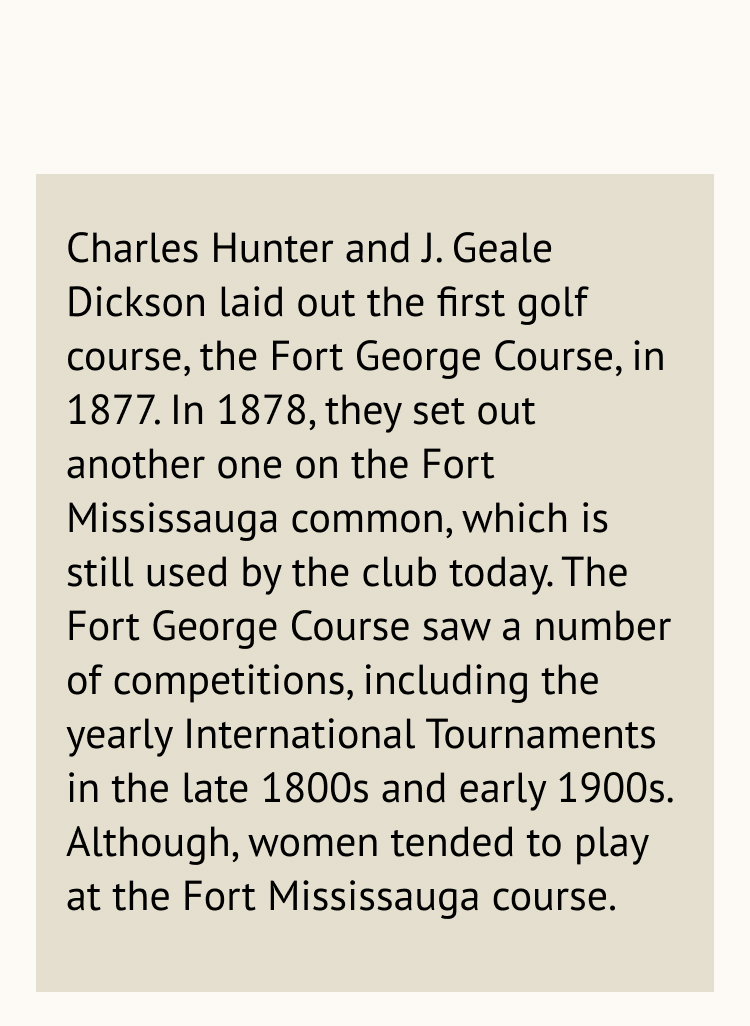 Charles Hunter and J. Geale
Dickson laid out the first golf
course, the Fort George Course, in
1877. In 1878, they set out
another one on the Fort
Mississauga common, which is
still used by the club today. The
Fort George Course saw a number
of competitions, including the
yearly International Tournaments
in the late 1800s and early 1900s.
Although, women tended to play
at the Fort Mississauga course.